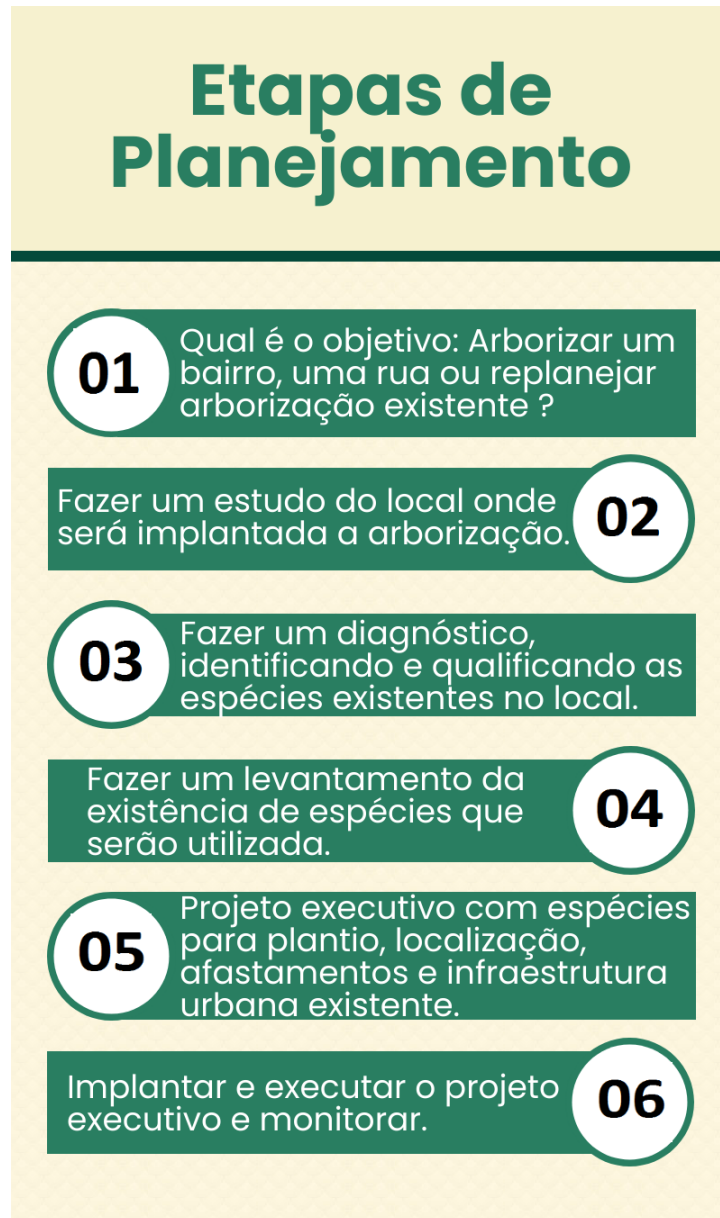 Etapas de
Planejamento
01
Qual é o objetivo: Arborizar um
bairro, uma rua ou replanejar
arborização existente ?
Fazer um estudo do local onde
será implantada a arborização.
02
03
Fazer um diagnóstico,
identificando e qualificando as
espécies existentes no local.
Fazer um levantamento da
existência de espécies que
serão utilizada.
04
05
Projeto executivo com espécies
para plantio, localização,
afastamentos e infraestrutura
urbana existente.
Implantar e executar o projeto
executivo e monitorar.
06